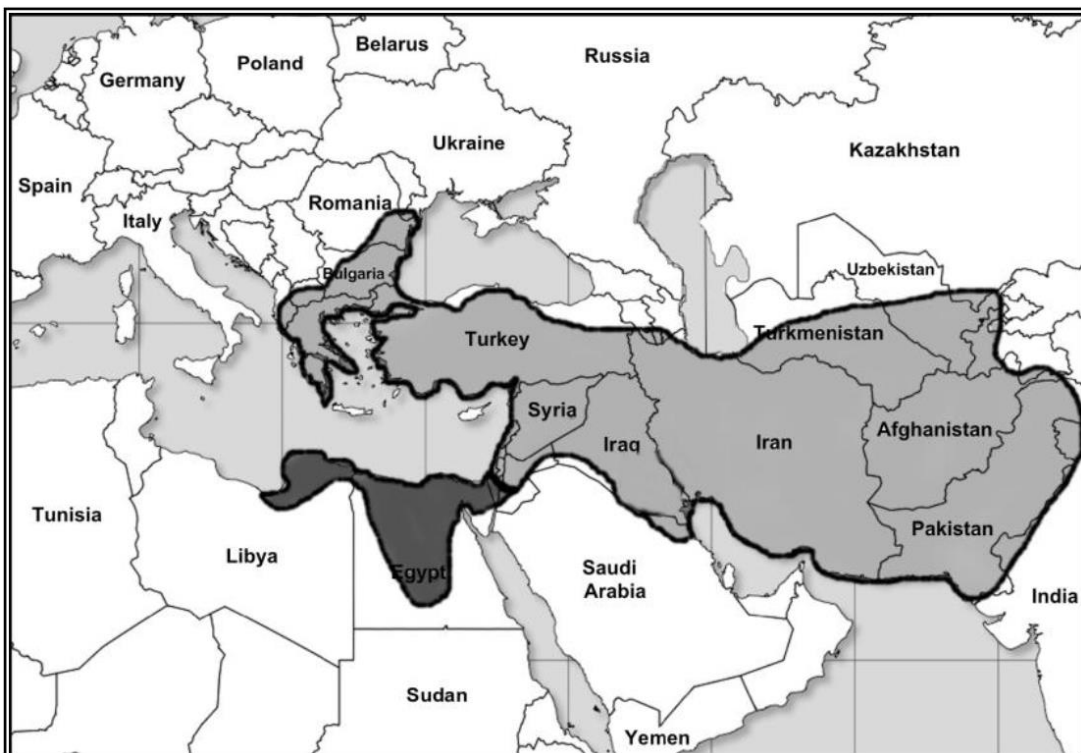 Belarus
Russia
Poland
Germany
Ukraine
Kazakhstan
Spain
Romania
Italy
Bulgaria
Uzbekistan
Turkmenistan
Turkey
Syria
Afghanistan
Iraq
Iran
Tunisia
Pakistan
Libya
Egypt
Saudi
Arabia
India
Sudan
Yemen